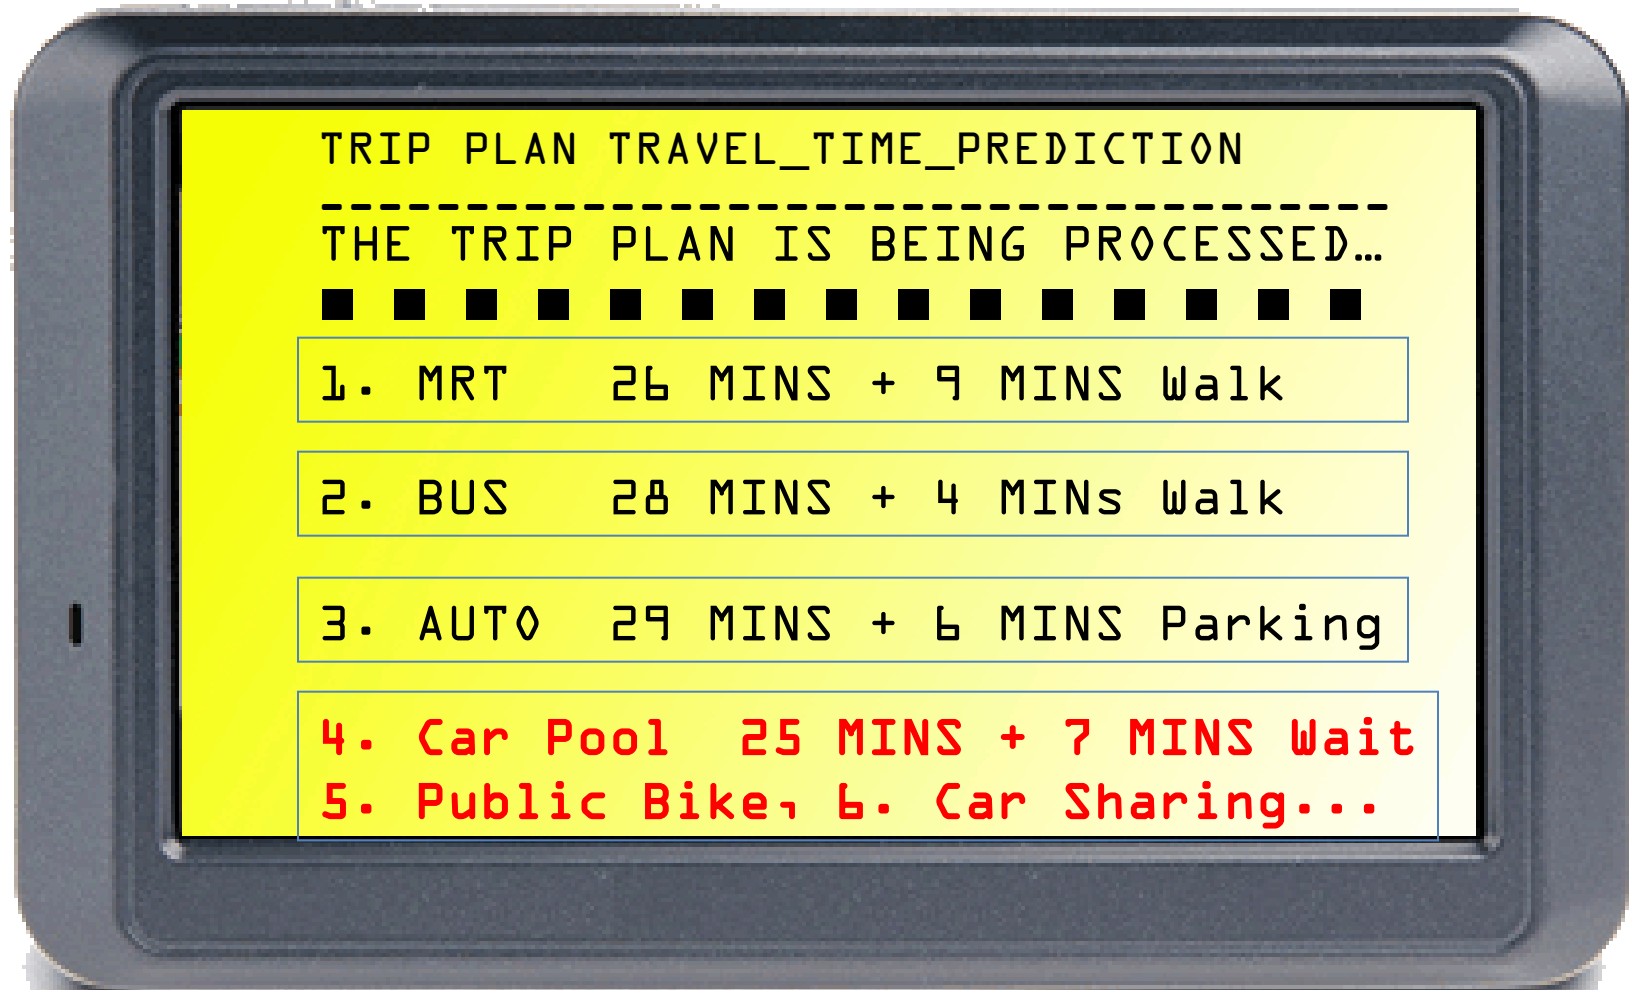 TRIP PLAN TRAVEL_TIME_PREDICTION
-------------------------------------
THE TRIP PLAN IS BEING PROCESSED…
1. MRT 26 MINS + 9 MINS Walk
2. BUS 28 MINS + 4 MINs Walk
3. AUTO 29 MINS + 6 MINS Parking
4. Car Pool 25 MINS + 7 MINS Wait
5. Public Bike, 6. Car Sharing...